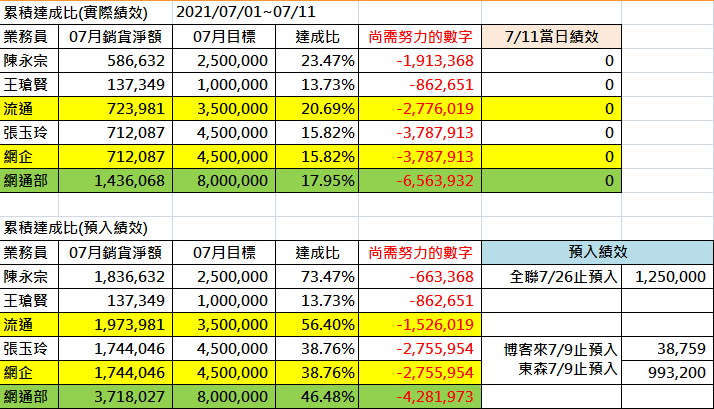 累積達成比(實際績效) 2021/07/01~07/11
業務員 07月銷貨淨額 07月目標 達成比 尚需努力的數字 7/11當日績效
陳永宗 586,632 2,500,000 23.47% -1,913,368 0
王瑲賢 137,349 1,000,000 13.73% -862,651 0
流通 723,981 3,500,000 20.69% -2,776,019 0
張玉玲 712,087 4,500,000 15.82% -3,787,913 0
網企 712,087 4,500,000 15.82% -3,787,913 0
網通部 1,436,068 8,000,000 17.95% -6,563,932 0
累積達成比(預入績效)
業務員 07月銷貨淨額 07月目標 達成比 尚需努力的數字 預入績效
陳永宗 1,836,632 2,500,000 73.47% -663,368 全聯7/26止預入 1,250,000
王瑲賢 137,349 1,000,000 13.73% -862,651
流通 1,973,981 3,500,000 56.40% -1,526,019
張玉玲 1,744,046 4,500,000 38.76% -2,755,954 博客來7/9止預入 38,759
網企 1,744,046 4,500,000 38.76% -2,755,954 東森7/9止預入 993,200
網通部 3,718,027 8,000,000 46.48% -4,281,973